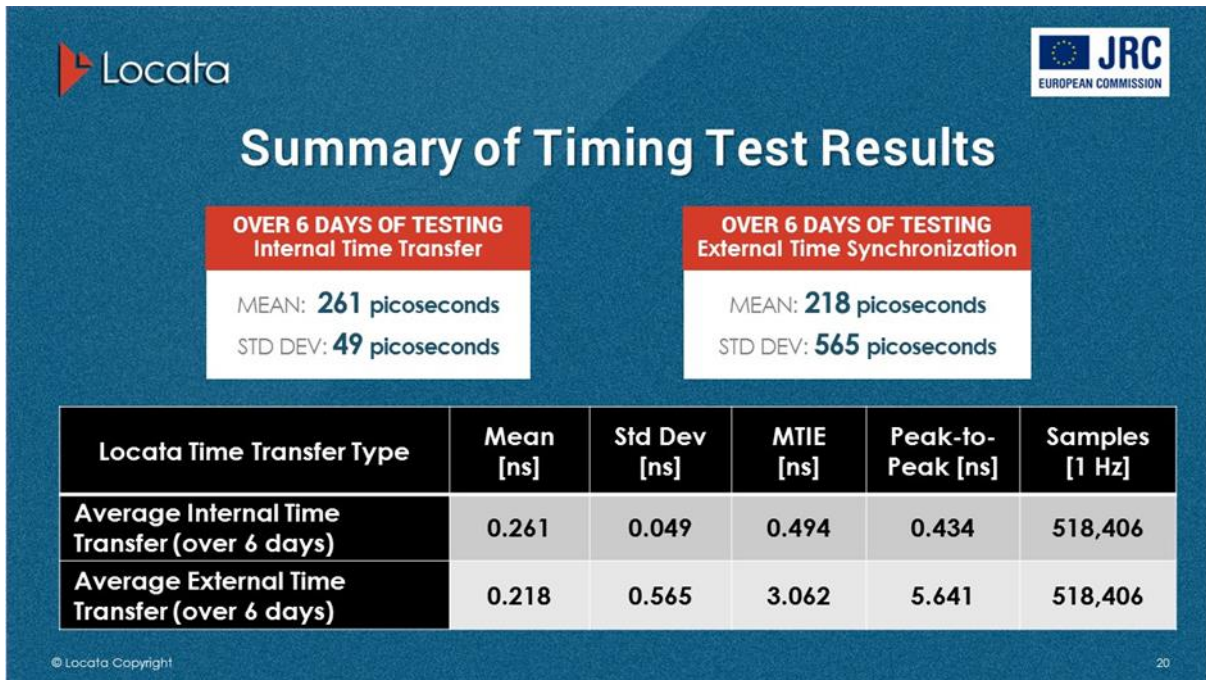 Locata
JRC
EUROPEAN COMMISSION
Summary of Timing Test Results
OVER 6 DAYS OF TESTING
Internal Time Transfer
MEAN: 261 picoseconds
STD DEV: 49 picoseconds
OVER 6 DAYS OF TESTING
External Time Synchronization
MEAN: 218 picoseconds
STD DEV: 565 picoseconds
Locata Time Transfer Type Mean [ns] Std Dev [ns] MTIE [ns] Peak-to-Peak [ns] Samples [1 Hz]
Average Internal Time Transfer (over 6 days) 0.261 0.049 0.494 0.434 518,406
Average External Time Transfer (over 6 days) 0.218 0.565 3.062 5.641 518,406
© Locata Copyright
20